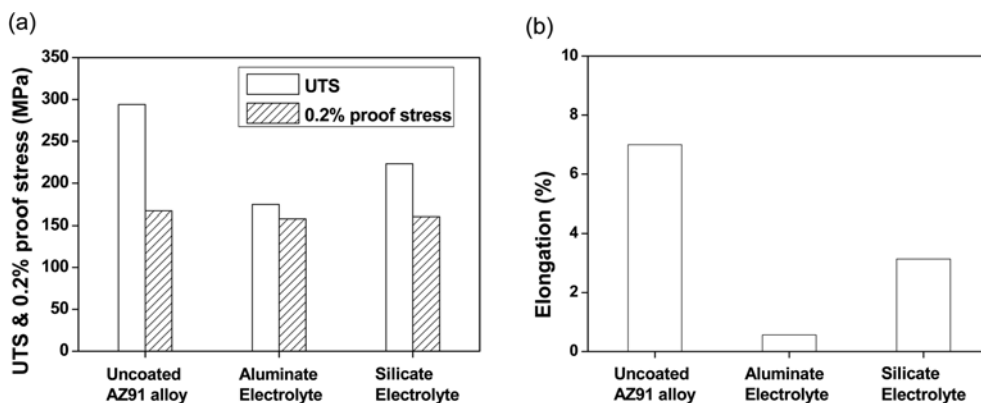 (a)
UTS & 0.2% proof stress (MPa)
350
300
250
200
150
100
50
0
UTS
0.2% proof stress
Uncoated
AZ91 alloy
Aluminate
Electrolyte
Silicate
Electrolyte
(b)
Elongation (%)
10
8
6
4
2
0
Uncoated
AZ91 alloy
Aluminate
Electrolyte
Silicate
Electrolyte